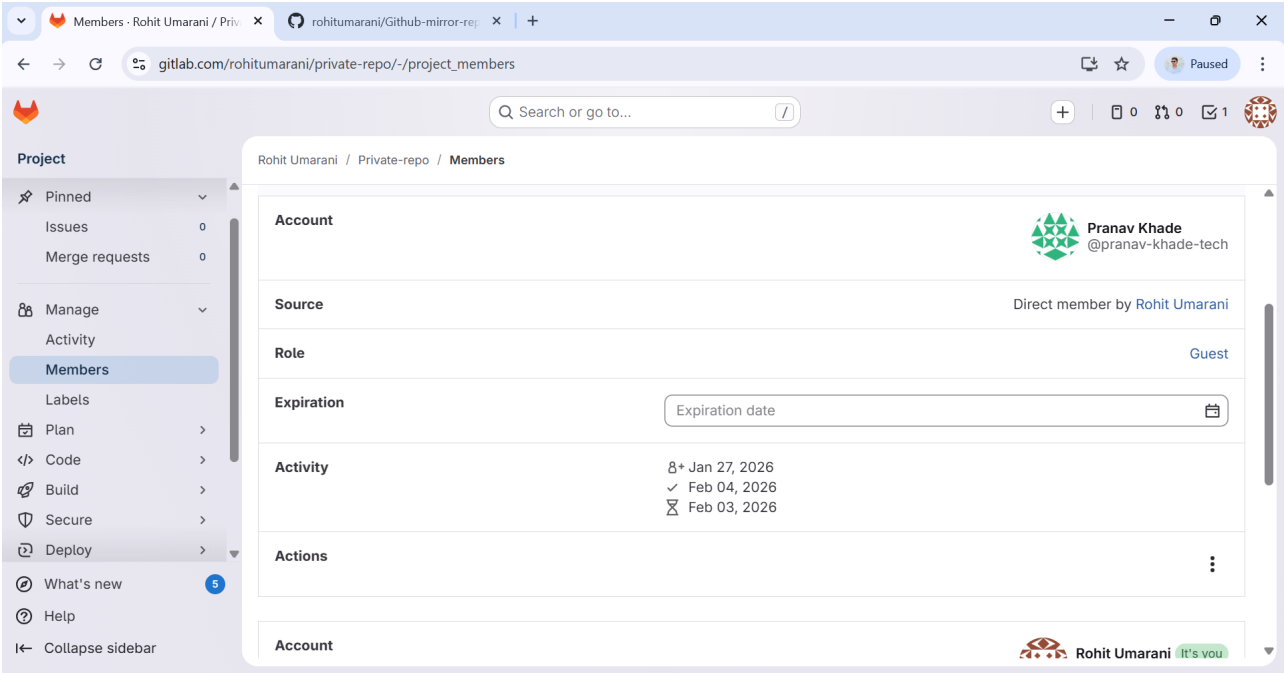 Members · Rohit Umarani / Priv
rohitumarani/Github-mirror-rep
gitlab.com/rohitumarani/private-repo/-/project_members
Paused
Search or go to...
/
0
0
1
Project
Rohit Umarani / Private-repo / Members
Pinned
Issues 0
Merge requests 0
Manage
Activity
Members
Labels
Plan
Code
Build
Secure
Deploy
What's new 5
Help
Collapse sidebar
Account
Pranav Khade
@pranav-khade-tech
Source
Direct member by Rohit Umarani
Role
Guest
Expiration
Expiration date
Activity
Jan 27, 2026
Feb 04, 2026
Feb 03, 2026
Actions
Account
Rohit Umarani It's you